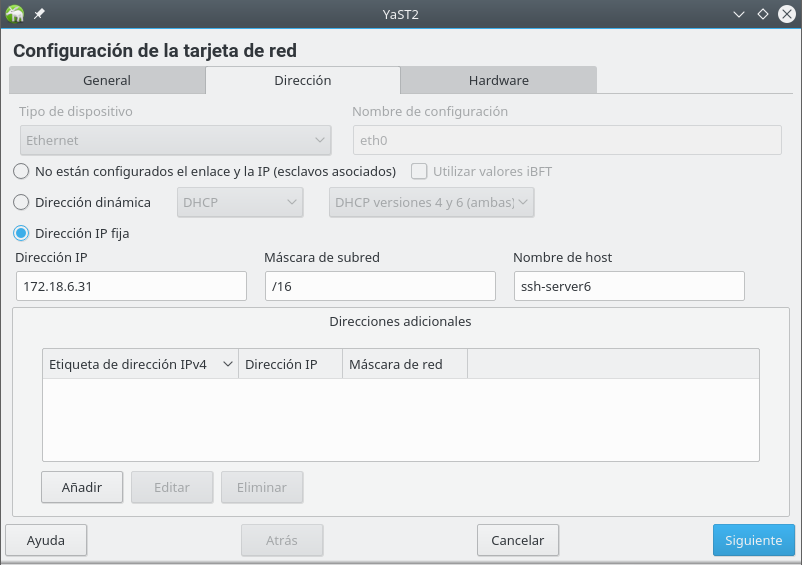 YaST2
Configuración de la tarjeta de red
General Dirección Hardware
Tipo de dispositivo Nombre de configuración
Ethernet eth0
No están configurados el enlace y la IP (esclavos asociados) Utilizar valores iBFT
Dirección dinámica DHCP DHCP versiones 4 y 6 (ambas)
Dirección IP fija
Dirección IP Máscara de subred Nombre de host
172.18.6.31 /16 ssh-server6
Direcciones adicionales
Etiqueta de dirección IPv4 Dirección IP Máscara de red
Añadir Editar Eliminar
Ayuda Atrás Cancelar Siguiente